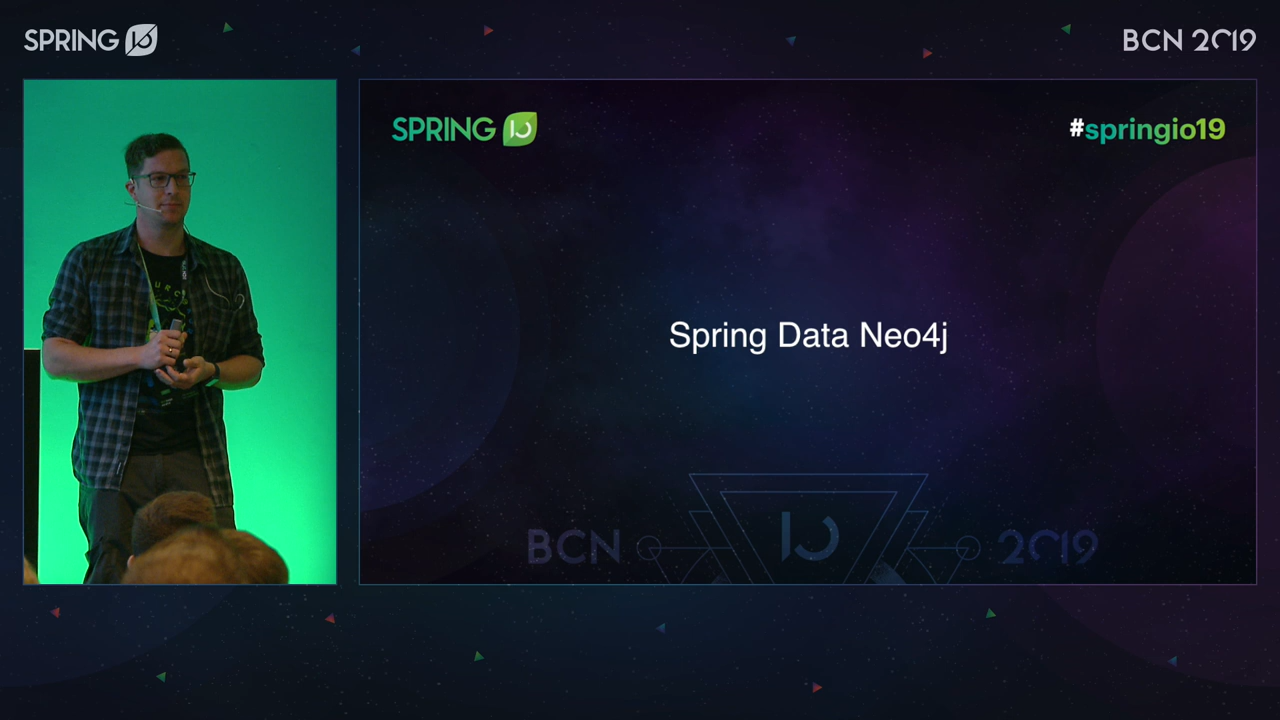 SPRING IO
BCN 2019
SPRING IO
#springio19
Spring Data Neo4j
BCN IO 2019